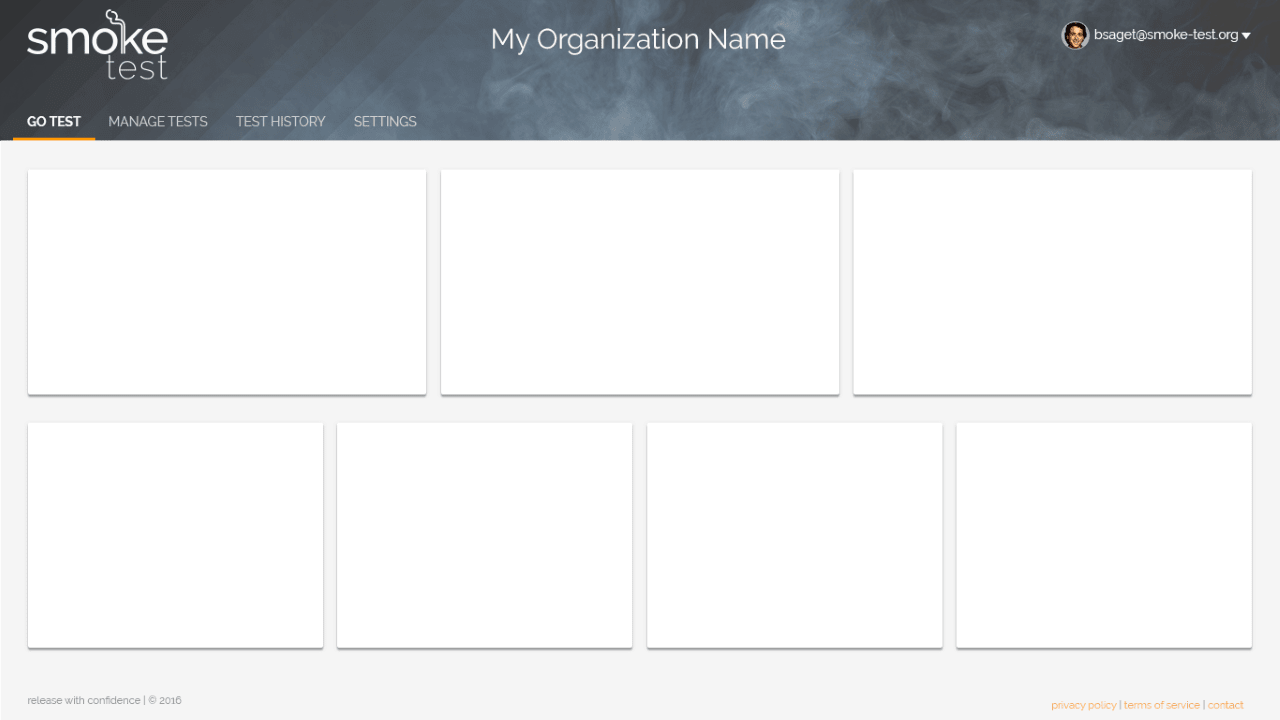 smoke
test
My Organization Name
bsaget@smoke-test.org
GO TEST MANAGE TESTS TEST HISTORY SETTINGS
release with confidence | © 2016
privacy policy | terms of service | contact